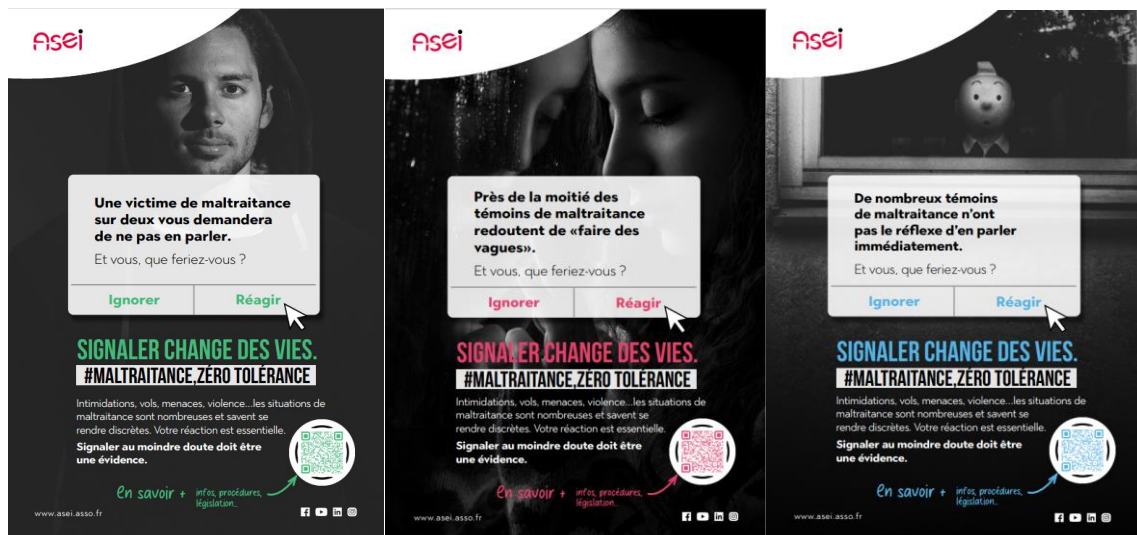 Asei
Une victime de maltraitance
sur deux vous demandera
de ne pas en parler.
Et vous, que feriez-vous ?
Ignorer
Réagir
SIGNALER CHANGE DES VIES.
#MALTRAITANCE,ZÉRO TOLÉRANCE
Intimidations, vols, menaces, violence...les situations de
maltraitance sont nombreuses et savent se
rendre discrètes. Votre réaction est essentielle.
Signaler au moindre doute doit être
une évidence.
En savoir + infos, procédures,
législation...
www.asei.asso.fr
Asei
Près de la moitié des
témoins de maltraitance
redoutent de «faire des
vagues».
Et vous, que feriez-vous ?
Ignorer
Réagir
SIGNALER CHANGE DES VIES.
#MALTRAITANCE,ZÉRO TOLÉRANCE
Intimidations, vols, menaces, violence...les situations de
maltraitance sont nombreuses et savent se
rendre discrètes. Votre réaction est essentielle.
Signaler au moindre doute doit être
une évidence.
En savoir + infos, procédures,
législation...
www.asei.asso.fr
Asei
De nombreux témoins
de maltraitance n'ont
pas le réflexe d'en parler
immédiatement.
Et vous, que feriez-vous ?
Ignorer
Réagir
SIGNALER CHANGE DES VIES.
#MALTRAITANCE,ZÉRO TOLÉRANCE
Intimidations, vols, menaces, violence...les situations de
maltraitance sont nombreuses et savent se
rendre discrètes. Votre réaction est essentielle.
Signaler au moindre doute doit être
une évidence.
En savoir + infos, procédures,
législation...
www.asei.asso.fr